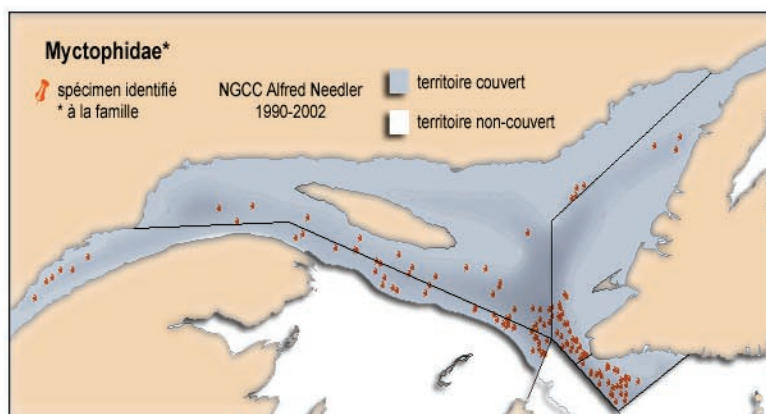 Myctophidae*
spécimen identifié
* à la famille
NGCC Alfred Needler
1990-2002
territoire couvert
territoire non-couvert